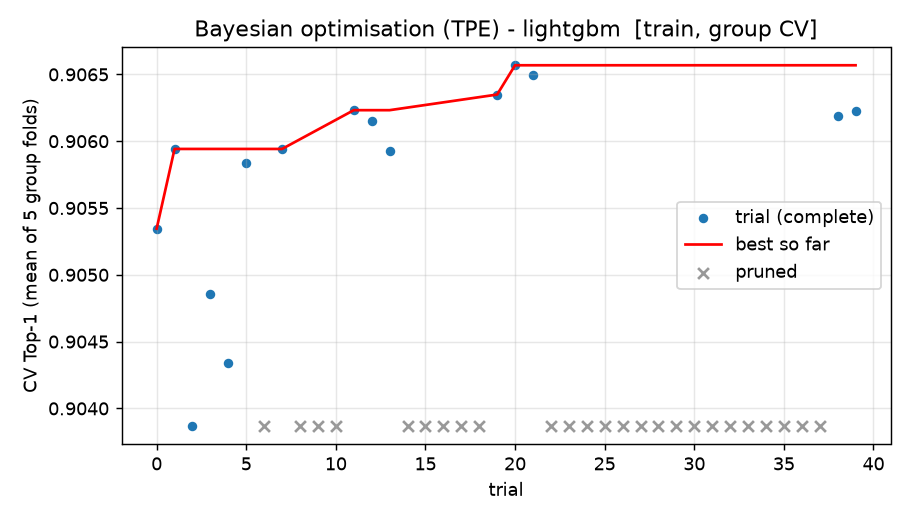 Bayesian optimisation (TPE) - lightgbm  [train, group CV]
CV Top-1 (mean of 5 group folds)
0.9065
0.9060
0.9055
0.9050
0.9045
0.9040
trial (complete)
best so far
pruned
0 5 10 15 20 25 30 35 40
trial